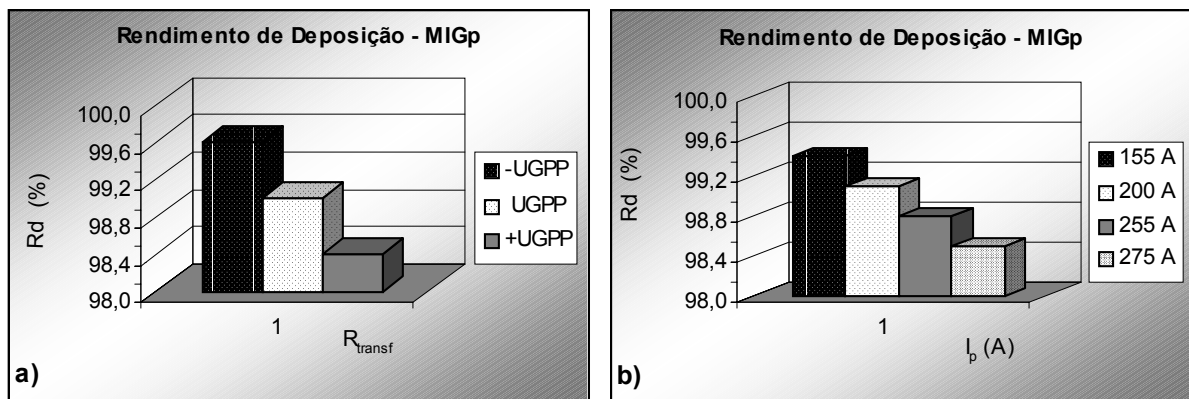 Rendimento de Deposição - MIGp
Rd (%)
100,0
99,6
99,2
98,8
98,4
98,0
1
R transf
-UGPP
UGPP
+UGPP
a)
Rendimento de Deposição - MIGp
Rd (%)
100,0
99,6
99,2
98,8
98,4
98,0
1
I p (A)
155 A
200 A
255 A
275 A
b)